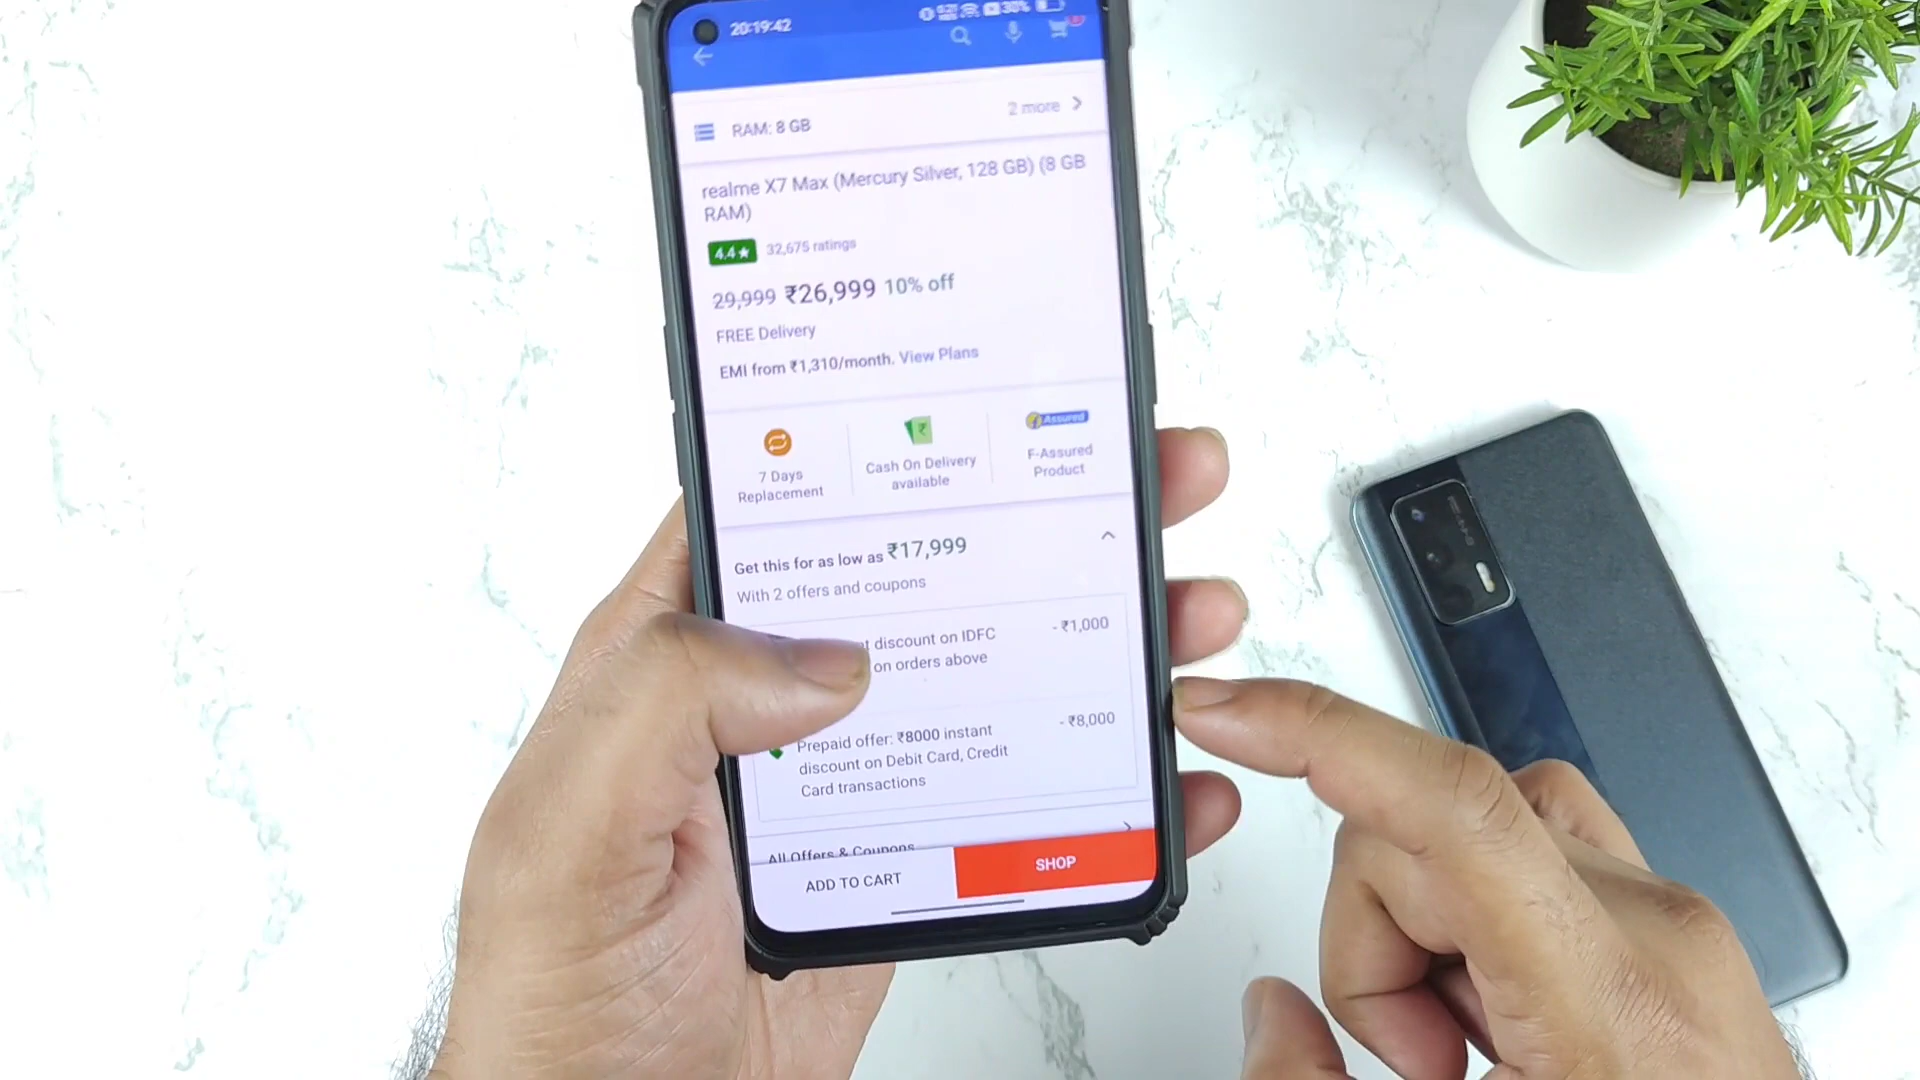 20:19:42
30%
RAM: 8 GB
2 more
realme X7 Max (Mercury Silver, 128 GB) (8 GB
RAM)
4.4★ 32,675 ratings
29,999 ₹26,999 10% off
FREE Delivery
EMI from ₹1,310/month. View Plans
7 Days
Replacement
Cash On Delivery
available
Assured
F-Assured
Product
Get this for as low as ₹17,999
With 2 offers and coupons
discount on IDFC - ₹1,000
on orders above
Prepaid offer: ₹8000 instant - ₹8,000
discount on Debit Card, Credit
Card transactions
All Offers & Coupons
ADD TO CART
SHOP